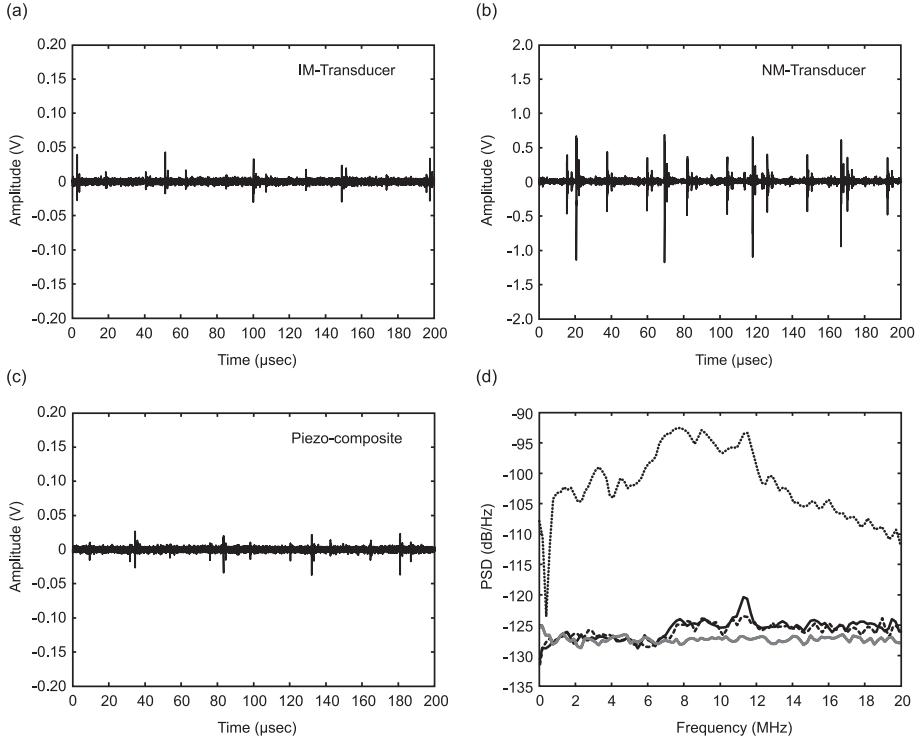 (a)
0.20
0.15
0.10
0.05
0
-0.05
-0.10
-0.15
-0.20
Amplitude (V)
IM-Transducer
0 20 40 60 80 100 120 140 160 180 200
Time (μsec)
(b)
2.0
1.5
1.0
0.5
0
-0.5
-1.0
-1.5
-2.0
Amplitude (V)
NM-Transducer
0 20 40 60 80 100 120 140 160 180 200
Time (μsec)
(c)
0.20
0.15
0.10
0.05
0
-0.05
-0.10
-0.15
-0.20
Amplitude (V)
Piezo-composite
0 20 40 60 80 100 120 140 160 180 200
Time (μsec)
(d)
-90
-95
-100
-105
-110
-115
-120
-125
-130
-135
PSD (dB/Hz)
0 2 4 6 8 10 12 14 16 18 20
Frequency (MHz)